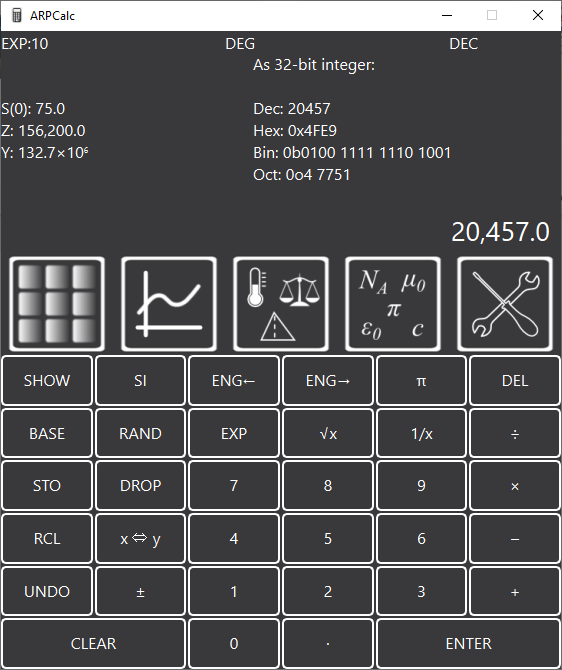 ARPCalc
EXP:10 DEG DEC
As 32-bit integer:
S(0): 75.0 Dec: 20457
Z: 156,200.0 Hex: 0x4FE9
Y: 132.7×10⁶ Bin: 0b0100 1111 1110 1001
Oct: 0o4 7751
20,457.0
N_A μ₀
π
ε₀ c
SHOW SI ENG← ENG→ π DEL
BASE RAND EXP √x 1/x ÷
STO DROP 7 8 9 ×
RCL x ⇔ y 4 5 6 −
UNDO ± 1 2 3 +
CLEAR 0 · ENTER